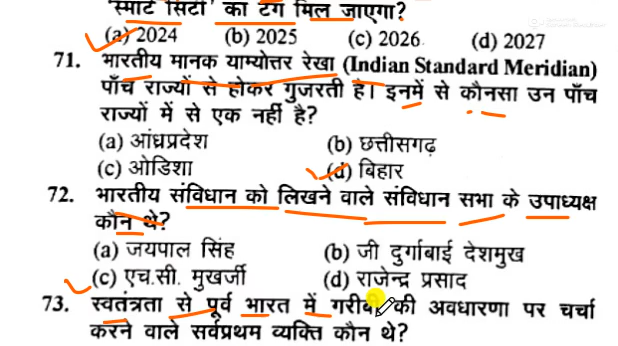 'स्मार्ट सिटी' का टैग मिल जाएगा?
(a) 2024 (b) 2025 (c) 2026 (d) 2027
71. भारतीय मानक याम्योत्तर रेखा (Indian Standard Meridian)
पाँच राज्यों से होकर गुजरती है। इनमें से कौनसा उन पाँच
राज्यों में से एक नहीं है?
(a) आंध्रप्रदेश (b) छत्तीसगढ़
(c) ओडिशा (d) बिहार
72. भारतीय संविधान को लिखने वाले संविधान सभा के उपाध्यक्ष
कौन थे?
(a) जयपाल सिंह (b) जी दुर्गाबाई देशमुख
(c) एच.सी. मुखर्जी (d) राजेन्द्र प्रसाद
73. स्वतंत्रता से पूर्व भारत में गरीबी की अवधारणा पर चर्चा
करने वाले सर्वप्रथम व्यक्ति कौन थे?